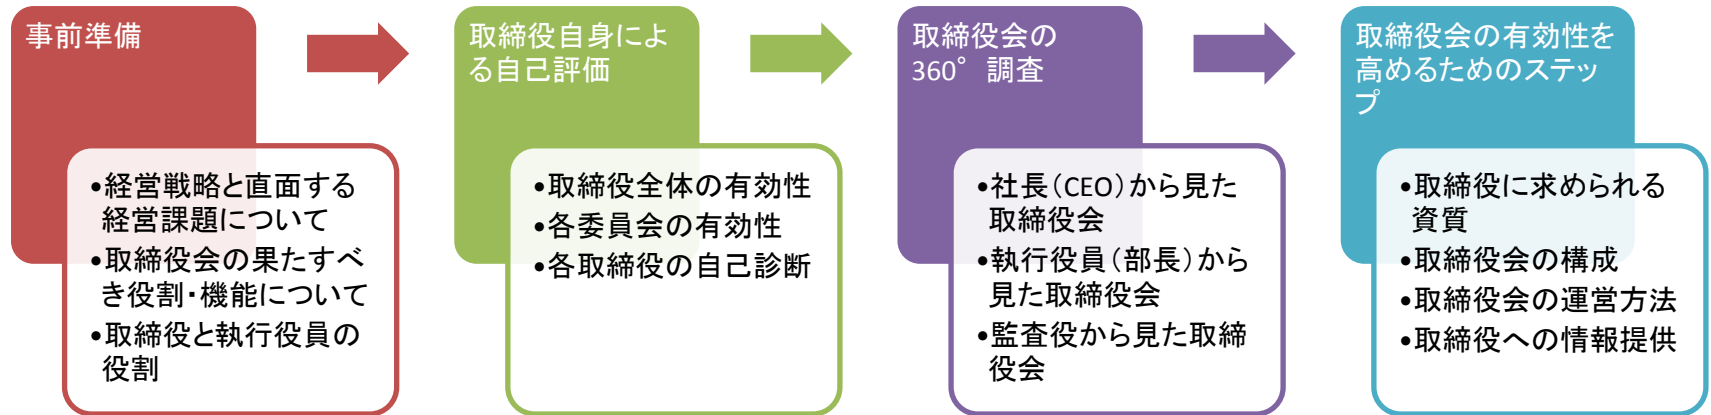 事前準備
•経営戦略と直面する
経営課題について
•取締役会の果たすべ
き役割・機能について
•取締役と執行役員の
役割
取締役自身によ
る自己評価
•取締役全体の有効性
•各委員会の有効性
•各取締役の自己診断
取締役会の
360°調査
•社長（CEO）から見た
取締役会
•執行役員（部長）から
見た取締役会
•監査役から見た取締
役会
取締役会の有効性を
高めるためのステッ
プ
•取締役に求められる
資質
•取締役会の構成
•取締役会の運営方法
•取締役への情報提供